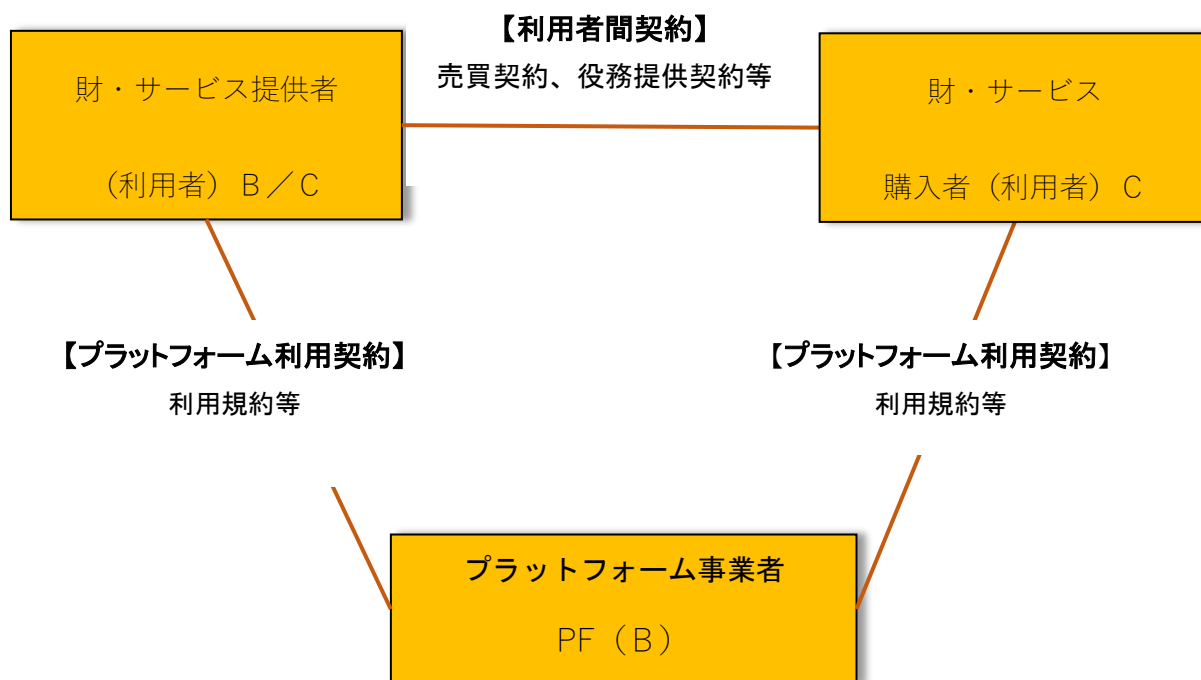 【利用者間契約】
売買契約、役務提供契約等
財・サービス提供者
（利用者）Ｂ／Ｃ
財・サービス
購入者（利用者）Ｃ
【プラットフォーム利用契約】
利用規約等
【プラットフォーム利用契約】
利用規約等
プラットフォーム事業者
PF（Ｂ）